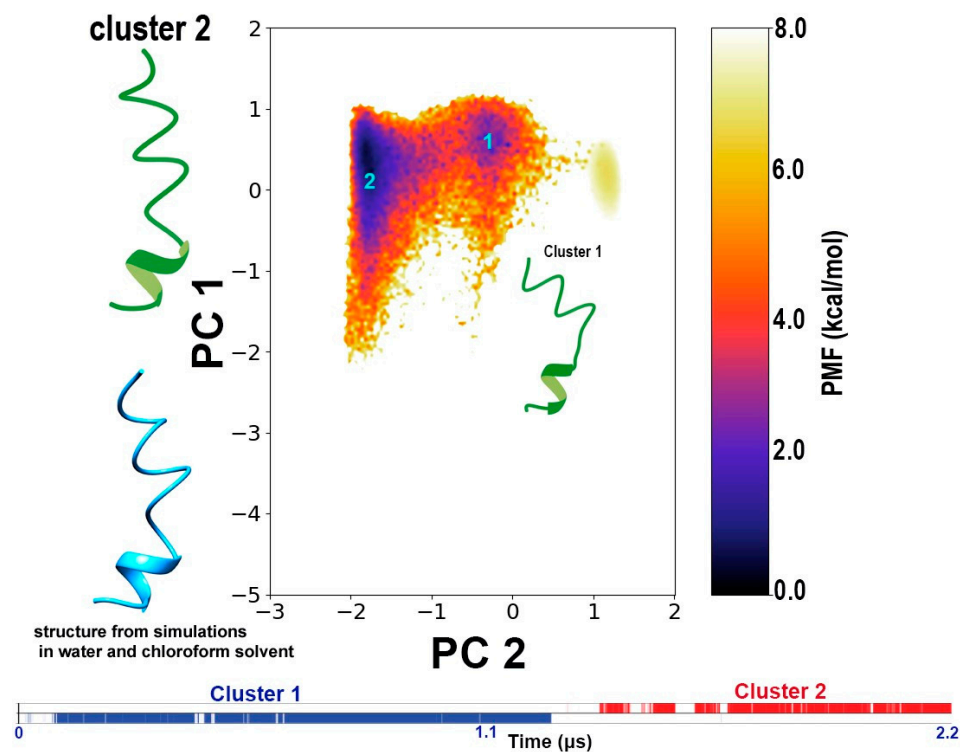 cluster 2
2
1
0
−1
−2
−3
−4
−5
PC 1
1
2
Cluster 1
−3
−2
−1
0
1
2
PC 2
8.0
6.0
4.0
2.0
0.0
PMF (kcal/mol)
structure from simulations
in water and chloroform solvent
Cluster 1
Cluster 2
0
1.1
2.2
Time (µs)